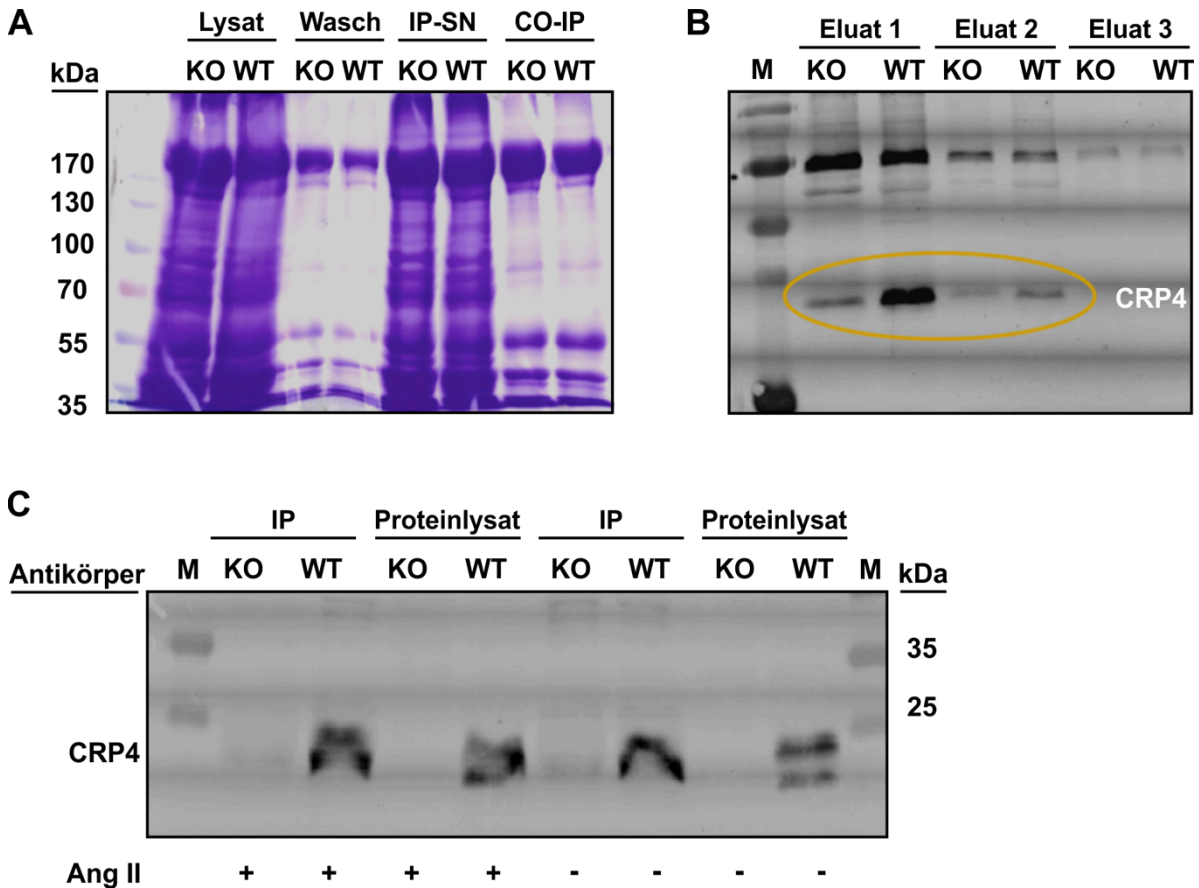 A
Lysat Wasch IP-SN CO-IP
kDa KO WT KO WT KO WT KO WT
170
130
100
70
55
35
B
Eluat 1 Eluat 2 Eluat 3
M KO WT KO WT KO WT
CRP4
C
IP Proteinlysat IP Proteinlysat
Antikörper M KO WT KO WT KO WT KO WT M kDa
35
25
CRP4
Ang II + + + + - - - -